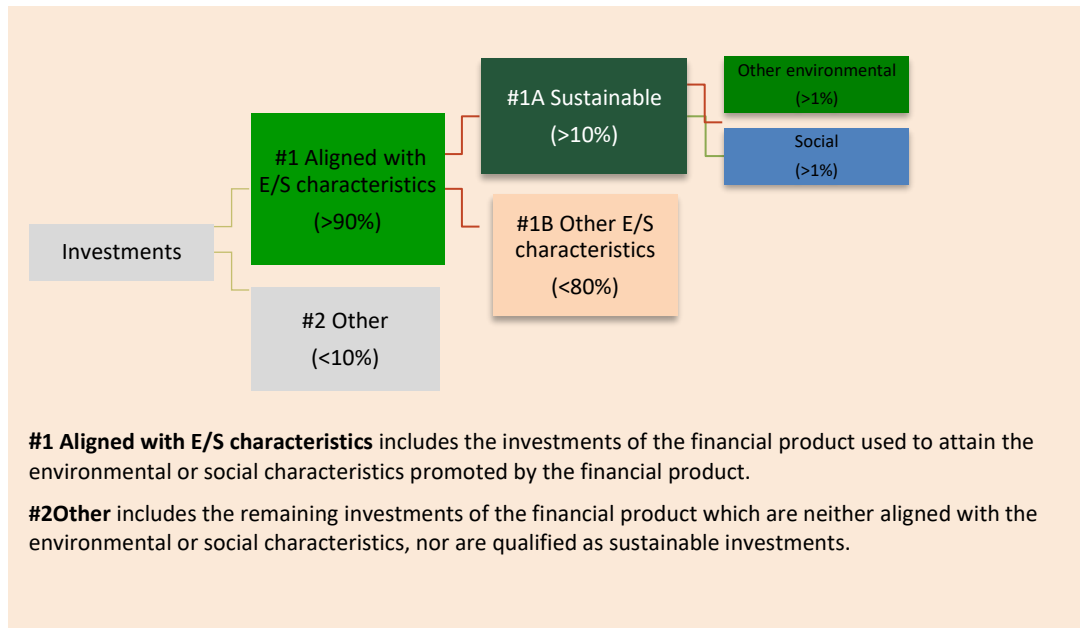 Investments
#1 Aligned with
E/S characteristics
(>90%)
#2 Other
(<10%)
#1A Sustainable
(>10%)
#1B Other E/S
characteristics
(<80%)
Other environmental
(>1%)
Social
(>1%)
#1 Aligned with E/S characteristics includes the investments of the financial product used to attain the
environmental or social characteristics promoted by the financial product.
#2Other includes the remaining investments of the financial product which are neither aligned with the
environmental or social characteristics, nor are qualified as sustainable investments.